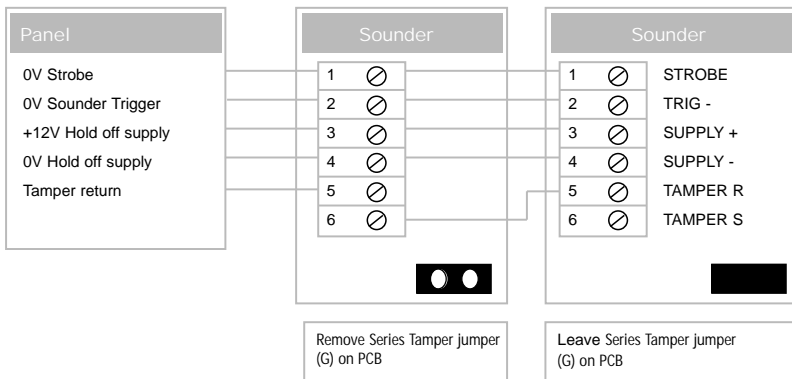 Panel
0V Strobe
0V Sounder Trigger
+12V Hold off supply
0V Hold off supply
Tamper return
Sounder
1
2
3
4
5
6
Remove Series Tamper jumper
(G) on PCB
Sounder
1 STROBE
2 TRIG -
3 SUPPLY +
4 SUPPLY -
5 TAMPER R
6 TAMPER S
Leave Series Tamper jumper
(G) on PCB